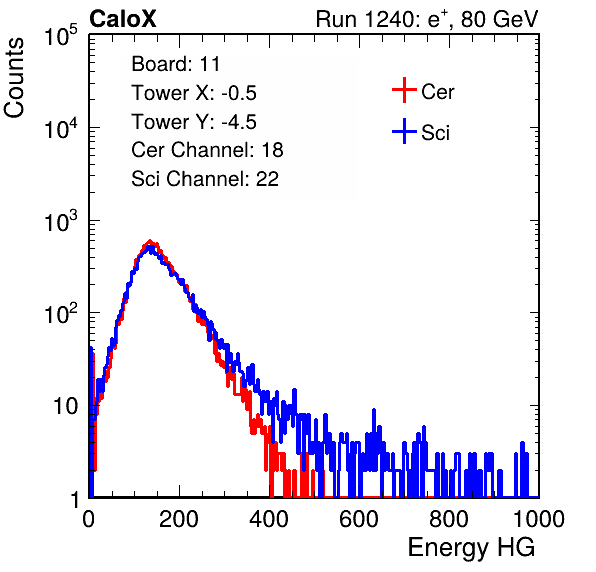 CaloX Run 1240: e⁺, 80 GeV
Board: 11
Tower X: -0.5
Tower Y: -4.5
Cer Channel: 18
Sci Channel: 22
Cer
Sci
Counts
10⁵
10⁴
10³
10²
10
1
0 200 400 600 800 1000
Energy HG